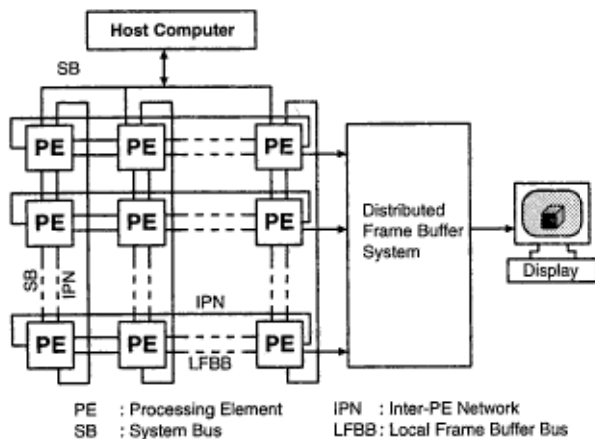 Host Computer
SB
PE PE PE
PE PE PE
Distributed
Frame Buffer
System
Display
SB
IPN
IPN
PE PE PE
LFBB
PE : Processing Element
SB : System Bus
IPN : Inter-PE Network
LFBB : Local Frame Buffer Bus